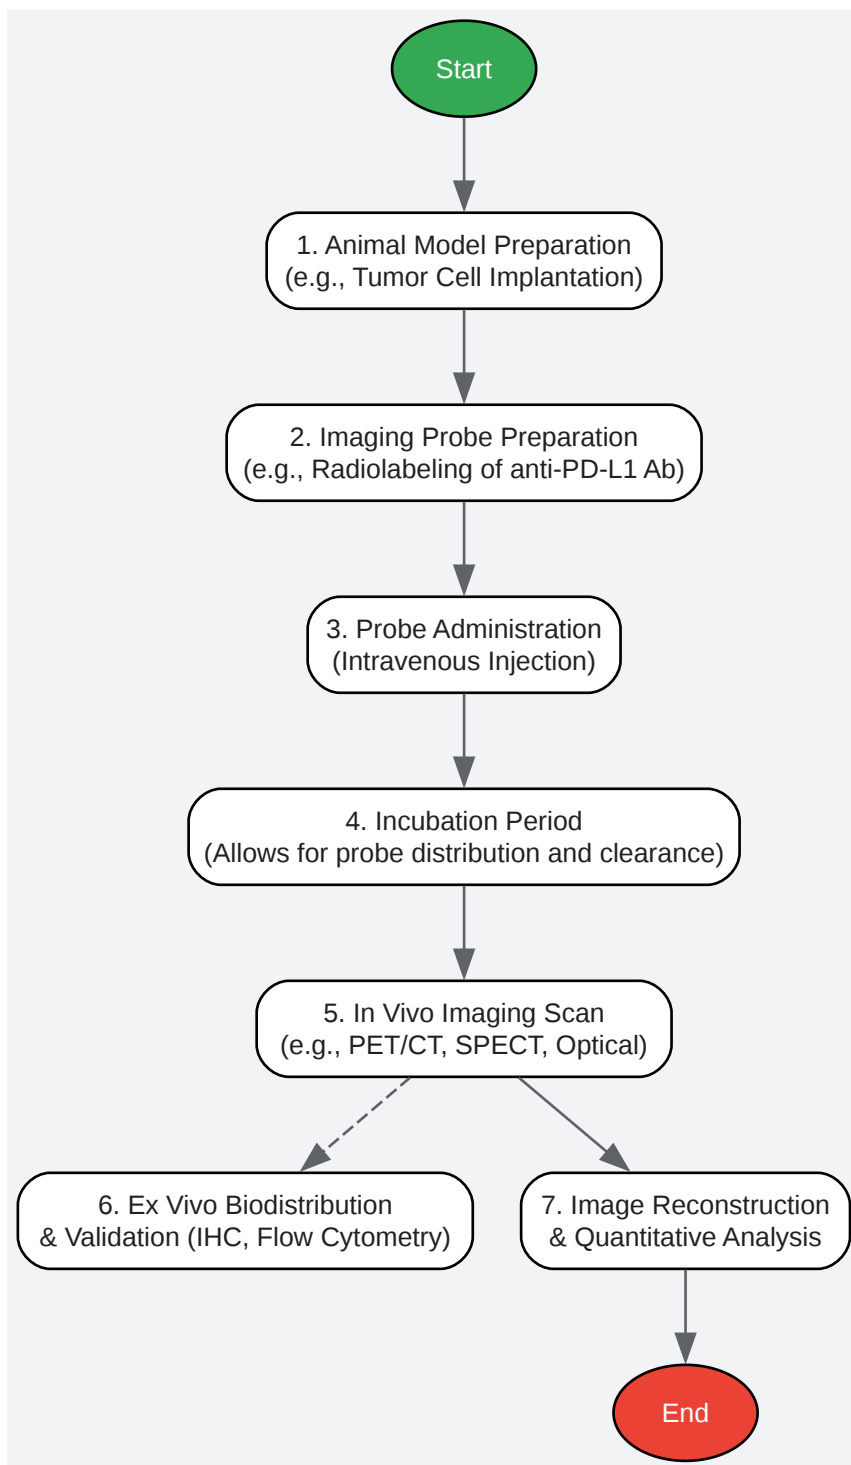 Start
1. Animal Model Preparation
(e.g., Tumor Cell Implantation)
2. Imaging Probe Preparation
(e.g., Radiolabeling of anti-PD-L1 Ab)
3. Probe Administration
(Intravenous Injection)
4. Incubation Period
(Allows for probe distribution and clearance)
5. In Vivo Imaging Scan
(e.g., PET/CT, SPECT, Optical)
6. Ex Vivo Biodistribution
& Validation (IHC, Flow Cytometry)
7. Image Reconstruction
& Quantitative Analysis
End